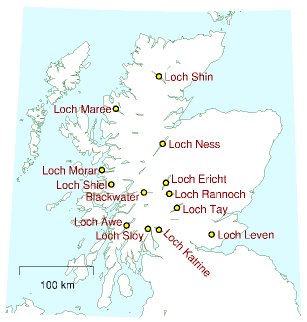 Loch Shin
Loch Maree
Loch Ness
Loch Morar
Loch Ericht
Loch Shiel
Loch Rannoch
Blackwater
Loch Tay
Loch Awe
Loch Sloy
Loch Katrine
Loch Leven
100 km